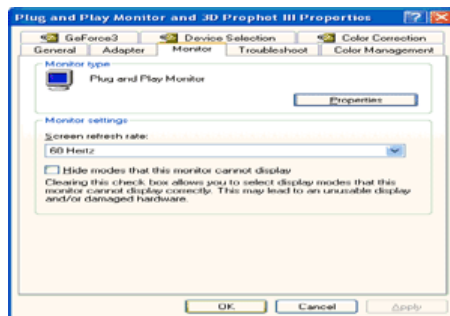 Plug and Play Monitor and 3D Prophet III Properties
GeForce3 Device Selection Color Correction
General Adapter Monitor Troubleshoot Color Management
Monitor type
Plug and Play Monitor
Properties
Monitor settings
Screen refresh rate:
60 Hertz
Hide modes that this monitor cannot display
Clearing this check box allows you to select display modes that this
monitor cannot display correctly. This may lead to an unusable display
and/or damaged hardware.
OK Cancel Apply